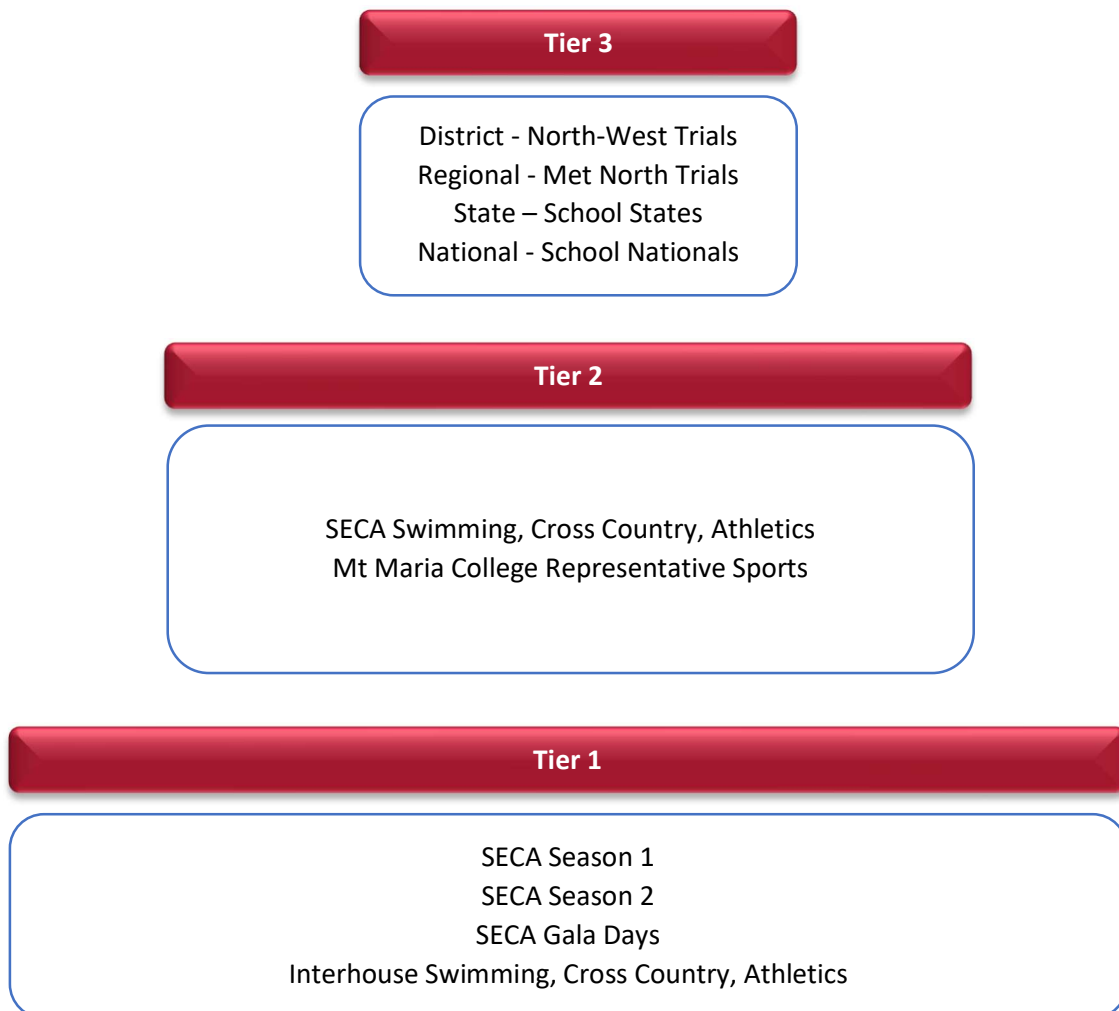 Tier 3
District - North-West Trials
Regional - Met North Trials
State – School States
National - School Nationals
Tier 2
SECA Swimming, Cross Country, Athletics
Mt Maria College Representative Sports
Tier 1
SECA Season 1
SECA Season 2
SECA Gala Days
Interhouse Swimming, Cross Country, Athletics